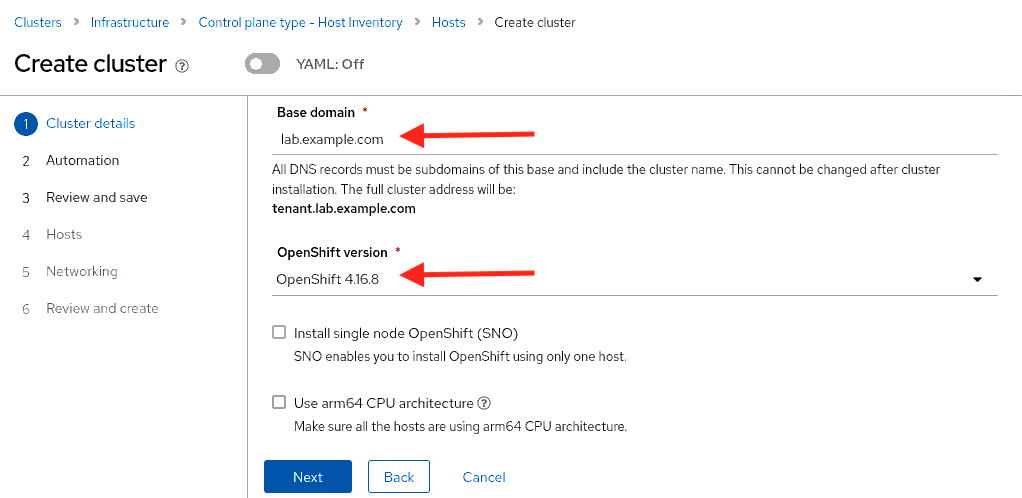 Clusters > Infrastructure > Control plane type - Host Inventory > Hosts > Create cluster
Create cluster ? YAML: Off
1 Cluster details
2 Automation
3 Review and save
4 Hosts
5 Networking
6 Review and create
Base domain *
lab.example.com
All DNS records must be subdomains of this base and include the cluster name. This cannot be changed after cluster
installation. The full cluster address will be:
tenant.lab.example.com
OpenShift version *
OpenShift 4.16.8
Install single node OpenShift (SNO)
SNO enables you to install OpenShift using only one host.
Use arm64 CPU architecture ?
Make sure all the hosts are using arm64 CPU architecture.
Next Back Cancel